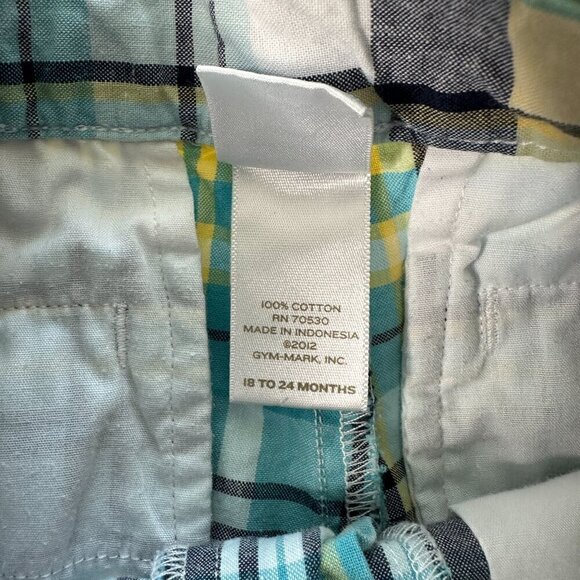 100% COTTON
RN 70530
MADE IN INDONESIA
©2012
GYM-MARK, INC.
18 TO 24 MONTHS